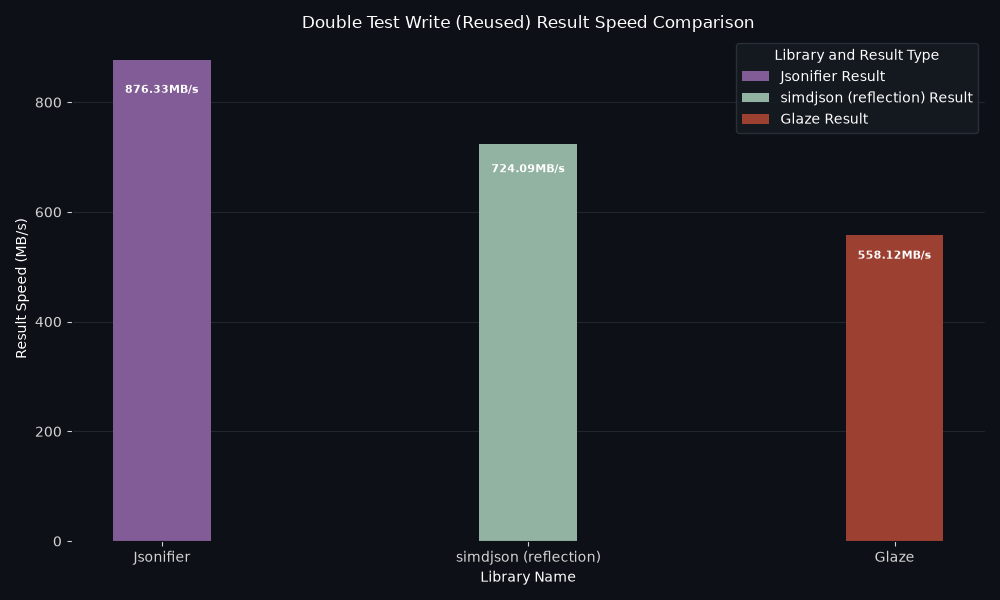 Double Test Write (Reused) Result Speed Comparison
Library and Result Type
Jsonifier Result
simdjson (reflection) Result
Glaze Result
876.33MB/s
724.09MB/s
558.12MB/s
Result Speed (MB/s)
800
600
400
200
0
Jsonifier
simdjson (reflection)
Glaze
Library Name